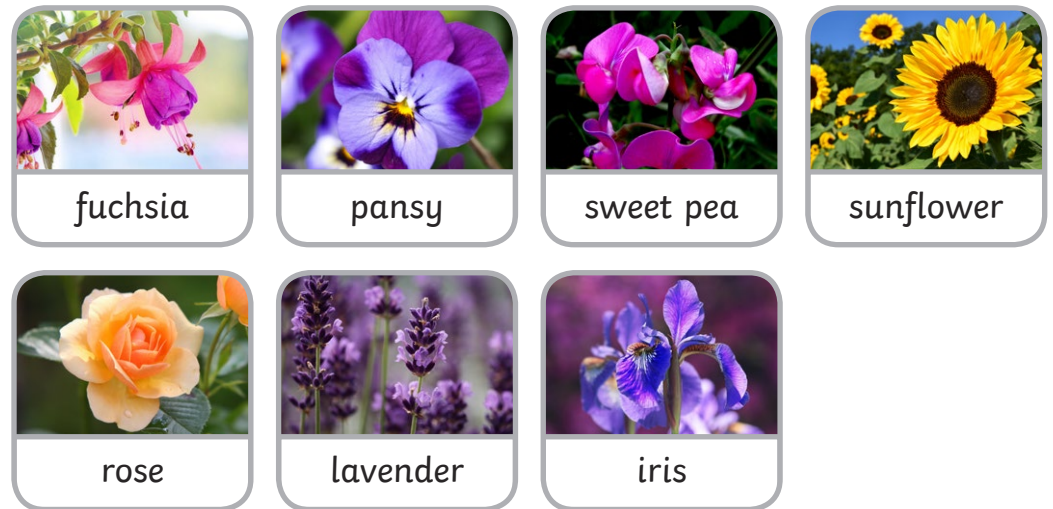 fuchsia
pansy
sweet pea
sunflower
rose
lavender
iris